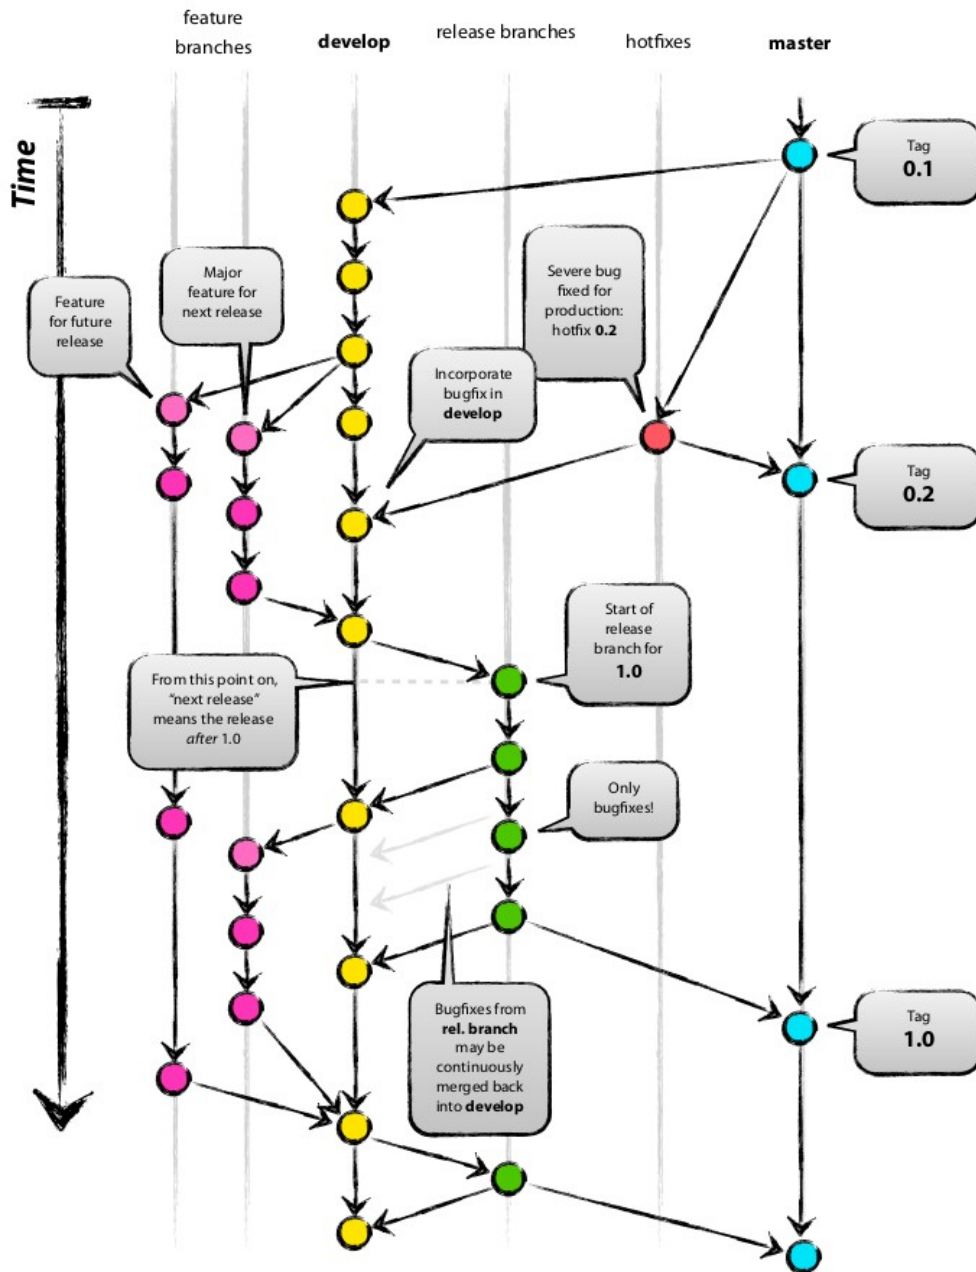 feature
branches
develop
release branches
hotfixes
master
Time
Tag
0.1
Major
feature for
next release
Severe bug
fixed for
production:
hotfix 0.2
Feature
for future
release
Incorporate
bugfix in
develop
Tag
0.2
Start of
release
branch for
1.0
From this point on,
“next release”
means the release
after 1.0
Only
bugfixes!
Bugfixes from
rel. branch
may be
continuously
merged back
into develop
Tag
1.0